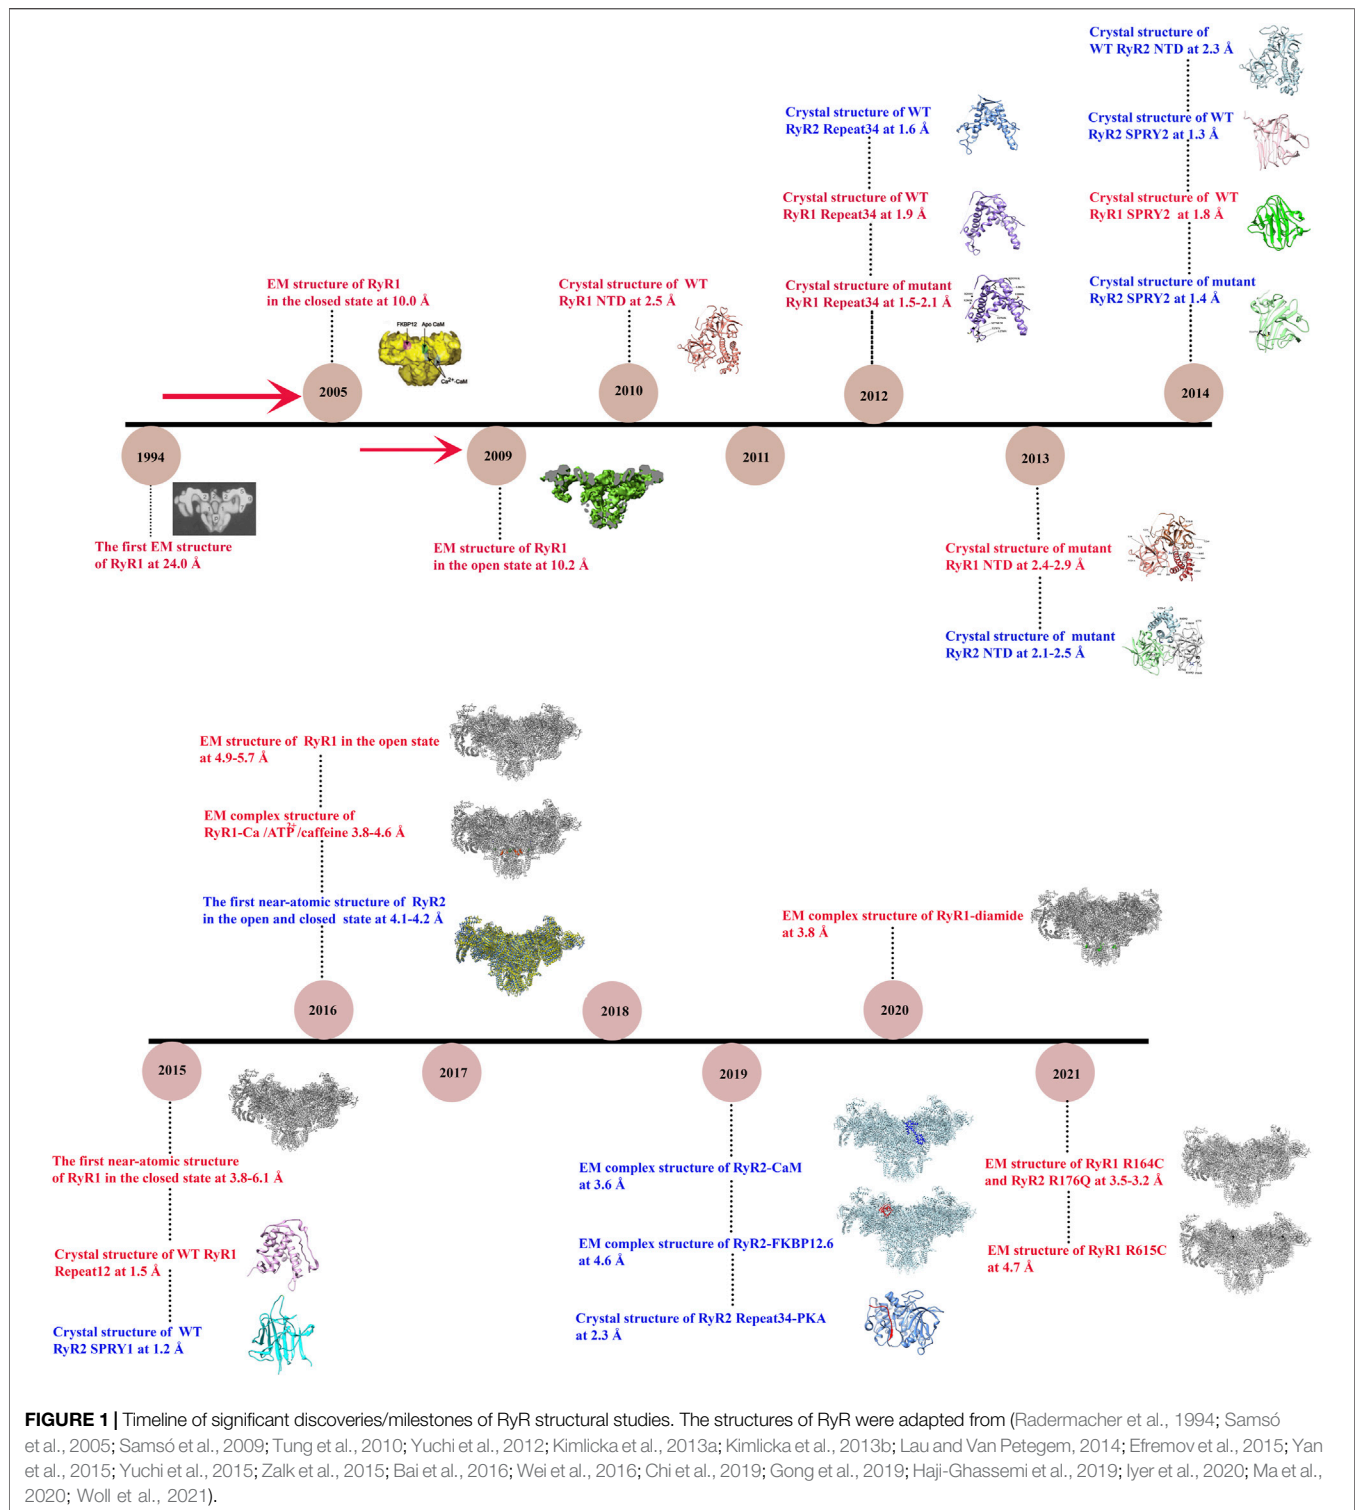 Crystal structure of
WT RyR2 NTD at 2.3 Å
Crystal structure of WT
RyR2 Repeat34 at 1.6 Å
Crystal structure of WT
RyR2 SPRY2 at 1.3 Å
Crystal structure of WT
RyR1 Repeat34 at 1.9 Å
Crystal structure of WT
RyR1 SPRY2 at 1.8 Å
EM structure of RyR1
in the closed state at 10.0 Å
Crystal structure of WT
RyR1 NTD at 2.5 Å
Crystal structure of mutant
RyR1 Repeat34 at 1.5-2.1 Å
Crystal structure of mutant
RyR2 SPRY2 at 1.4 Å
FKBP12 Apo CaM
Ca2+-CaM
2005
2010
2012
2014
1994
2009
2011
2013
The first EM structure
of RyR1 at 24.0 Å
EM structure of RyR1
in the open state at 10.2 Å
Crystal structure of mutant
RyR1 NTD at 2.4-2.9 Å
Crystal structure of mutant
RyR2 NTD at 2.1-2.5 Å
EM structure of RyR1 in the open state
at 4.9-5.7 Å
EM complex structure of
RyR1-Ca2+/ATP/caffeine 3.8-4.6 Å
The first near-atomic structure of RyR2
in the open and closed state at 4.1-4.2 Å
EM complex structure of RyR1-diamide
at 3.8 Å
2016
2018
2020
2015
2017
2019
2021
The first near-atomic structure
of RyR1 in the closed state at 3.8-6.1 Å
Crystal structure of WT RyR1
Repeat12 at 1.5 Å
Crystal structure of WT
RyR2 SPRY1 at 1.2 Å
EM complex structure of RyR2-CaM
at 3.6 Å
EM complex structure of RyR2-FKBP12.6
at 4.6 Å
Crystal structure of RyR2 Repeat34-PKA
at 2.3 Å
EM structure of RyR1 R164C
and RyR2 R176Q at 3.5-3.2 Å
EM structure of RyR1 R615C
at 4.7 Å
FIGURE 1 | Timeline of significant discoveries/milestones of RyR structural studies. The structures of RyR were adapted from (Radermacher et al., 1994; Samsó
et al., 2005; Samsó et al., 2009; Tung et al., 2010; Yuchi et al., 2012; Kimlicka et al., 2013a; Kimlicka et al., 2013b; Lau and Van Petegem, 2014; Efremov et al., 2015; Yan
et al., 2015; Yuchi et al., 2015; Zalk et al., 2015; Bai et al., 2016; Wei et al., 2016; Chi et al., 2019; Gong et al., 2019; Haji-Ghassemi et al., 2019; Iyer et al., 2020; Ma et al.,
2020; Woll et al., 2021).